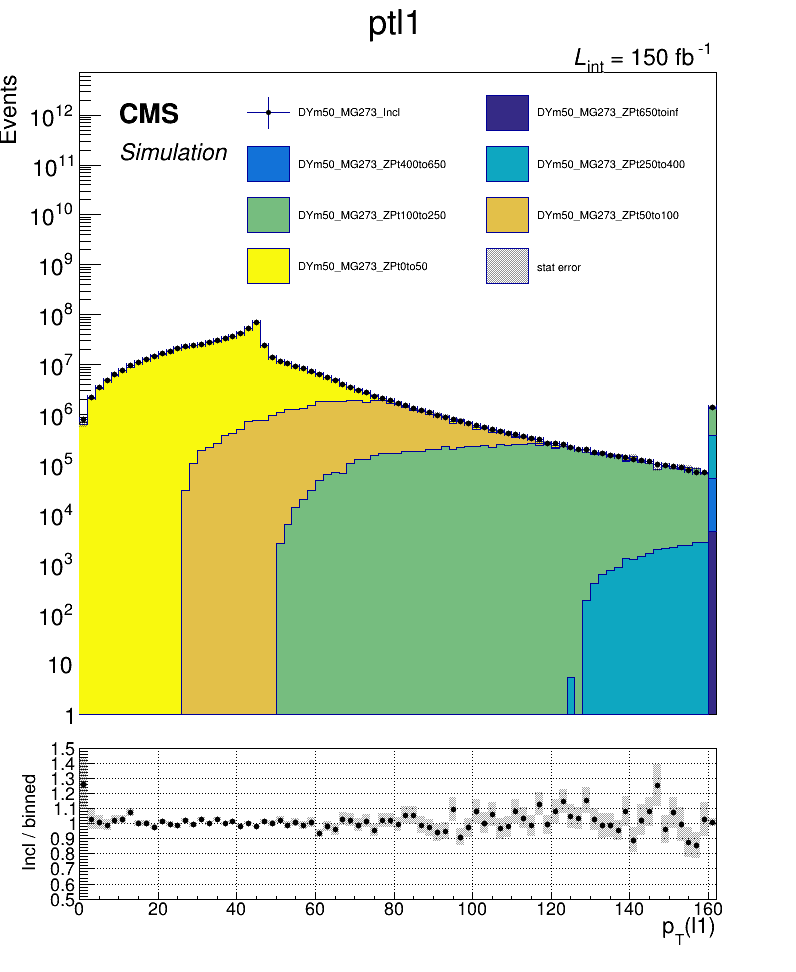 ptl1
L_int = 150 fb^-1
Events
CMS
Simulation
DYm50_MG273_Incl
DYm50_MG273_ZPt650toinf
DYm50_MG273_ZPt400to650
DYm50_MG273_ZPt250to400
DYm50_MG273_ZPt100to250
DYm50_MG273_ZPt50to100
DYm50_MG273_ZPt0to50
stat error
10^12
10^11
10^10
10^9
10^8
10^7
10^6
10^5
10^4
10^3
10^2
10
1
Incl / binned
1.5
1.4
1.3
1.2
1.1
1.0
0.9
0.8
0.7
0.6
0.5
0 20 40 60 80 100 120 140 160
p_T(l1)